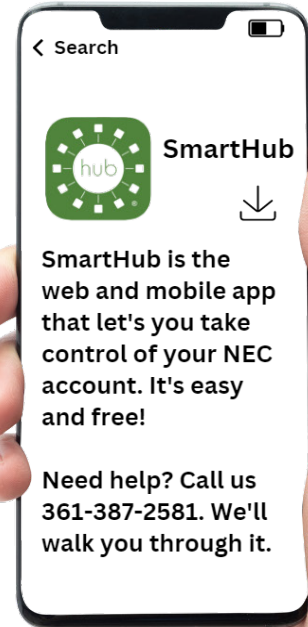 Search
hub
SmartHub
SmartHub is the
web and mobile app
that let's you take
control of your NEC
account. It's easy
and free!
Need help? Call us
361-387-2581. We'll
walk you through it.